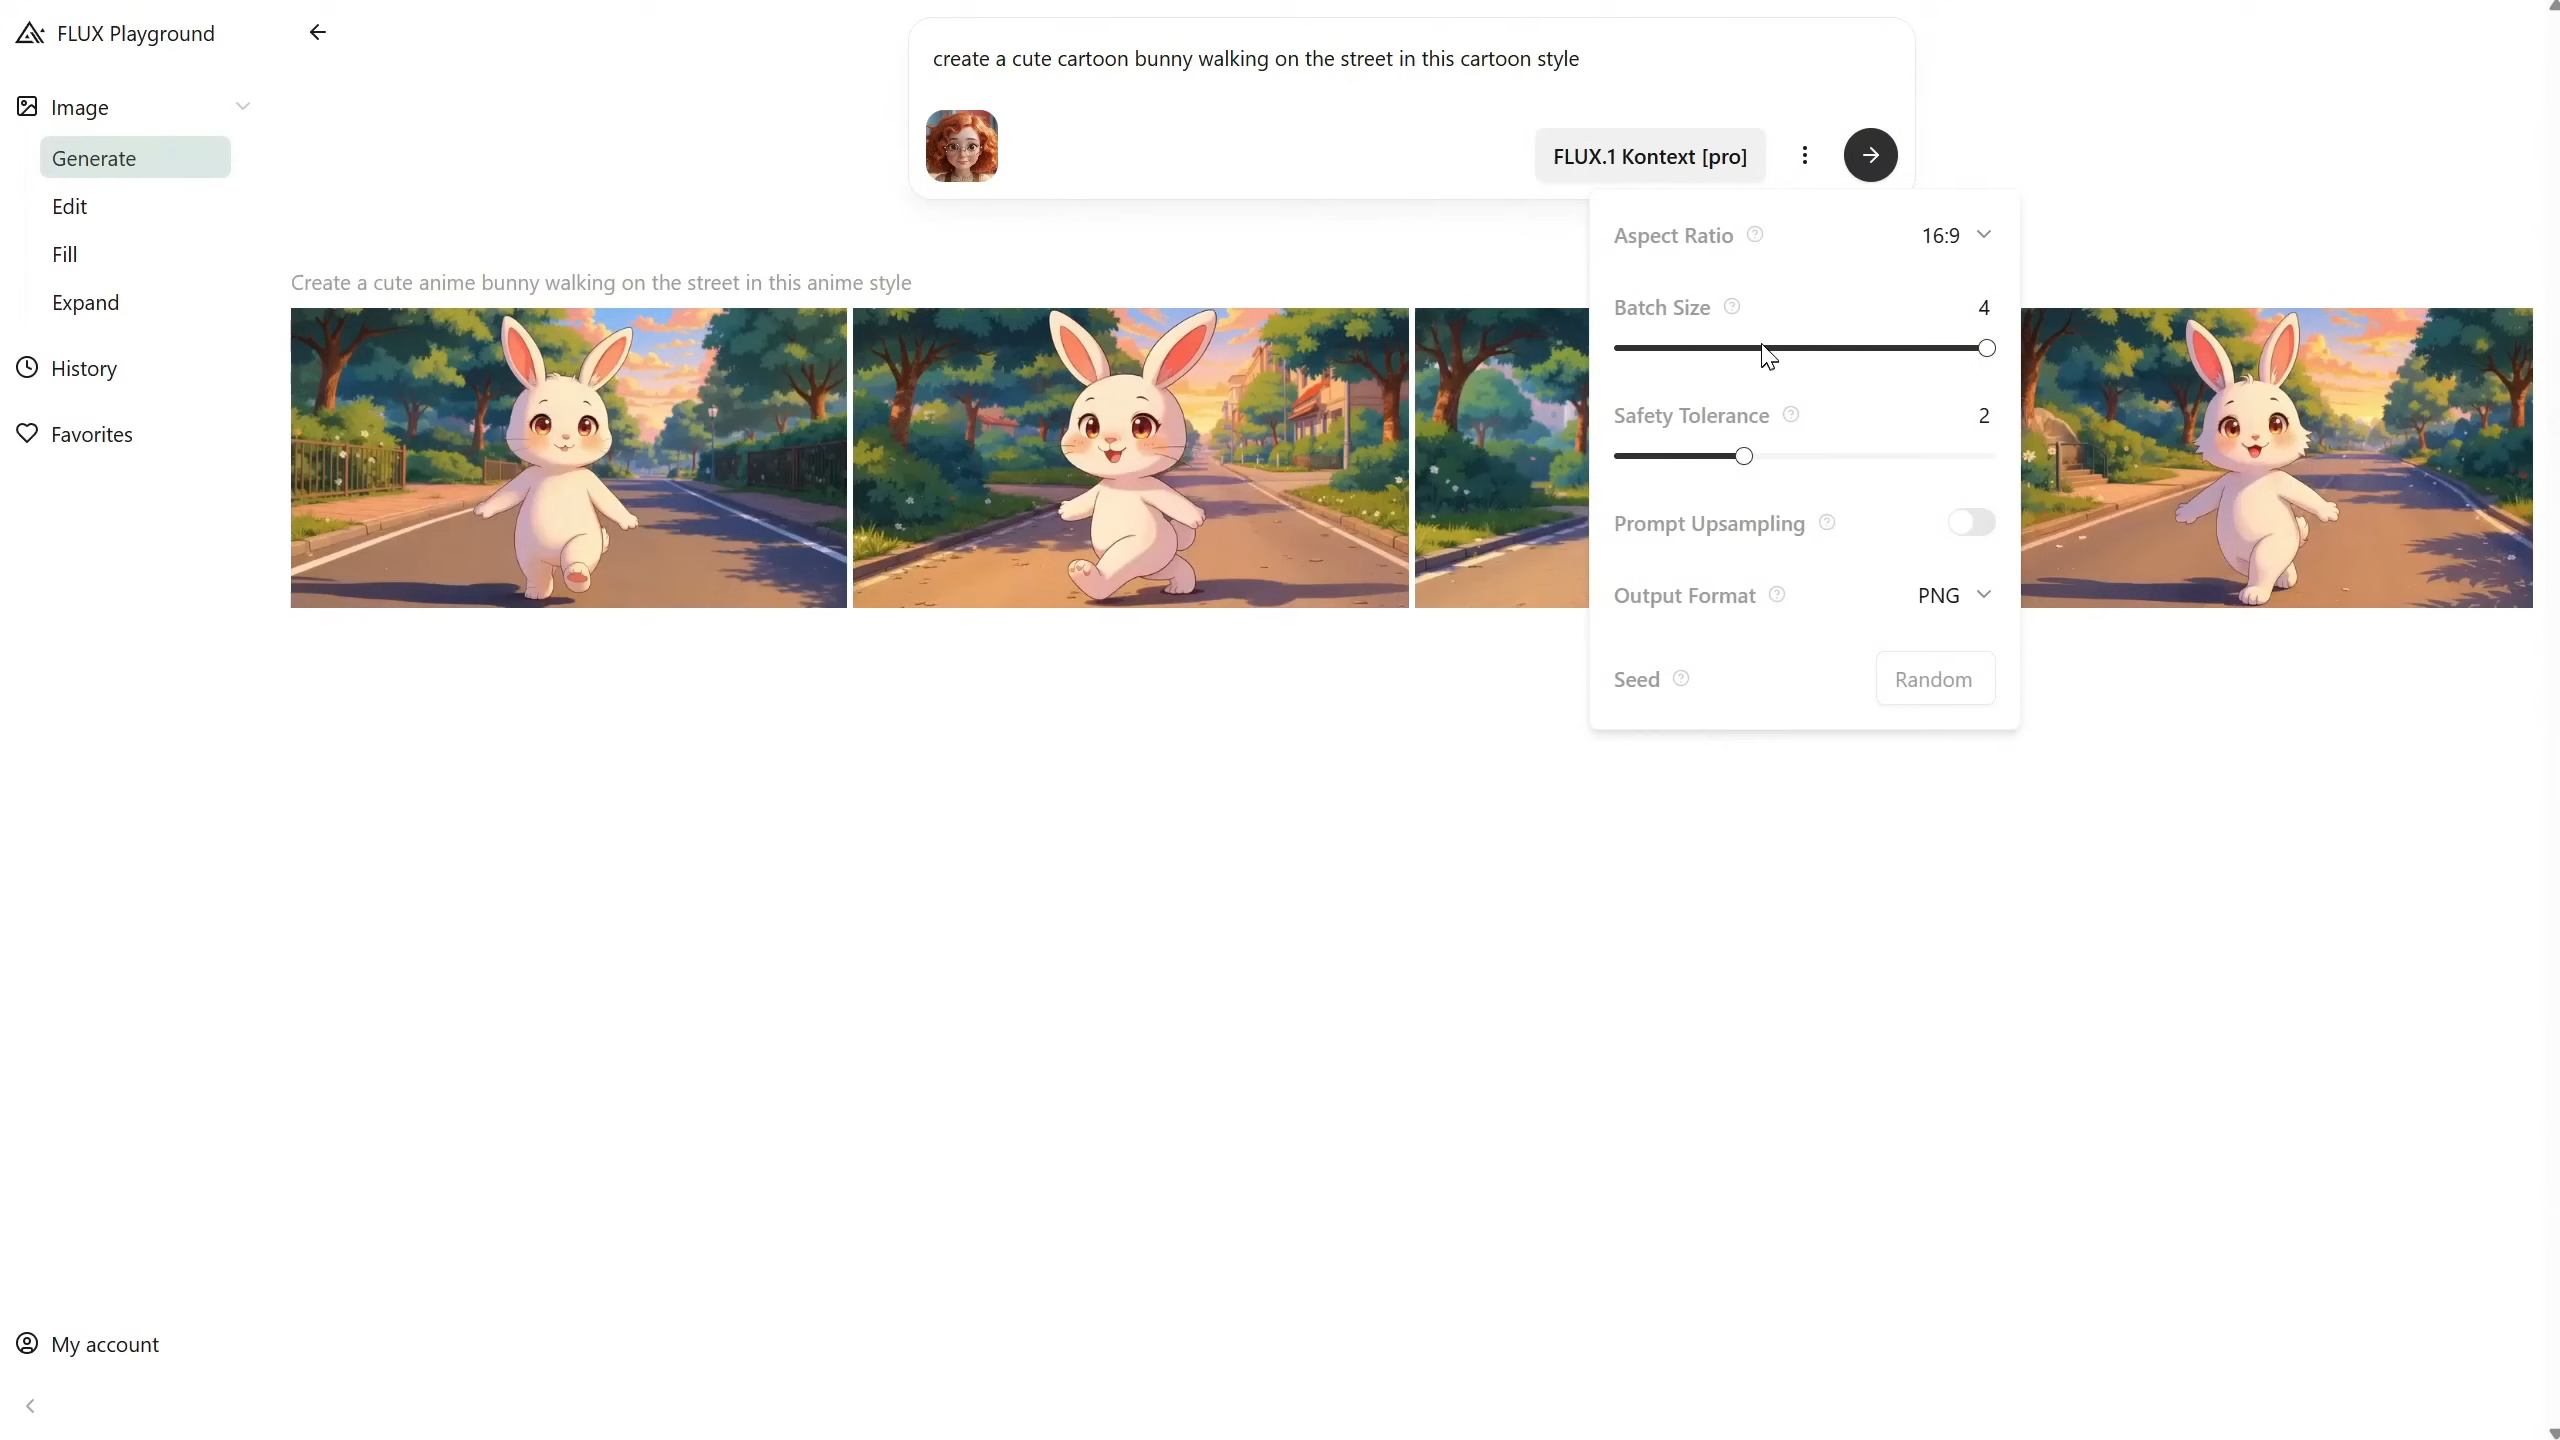 FLUX Playground
Image
Generate
Edit
Fill
Expand
History
Favorites
My account
create a cute cartoon bunny walking on the street in this cartoon style
FLUX.1 Kontext [pro]
Create a cute anime bunny walking on the street in this anime style
Aspect Ratio 16:9
Batch Size 4
Safety Tolerance 2
Prompt Upsampling
Output Format PNG
Seed Random